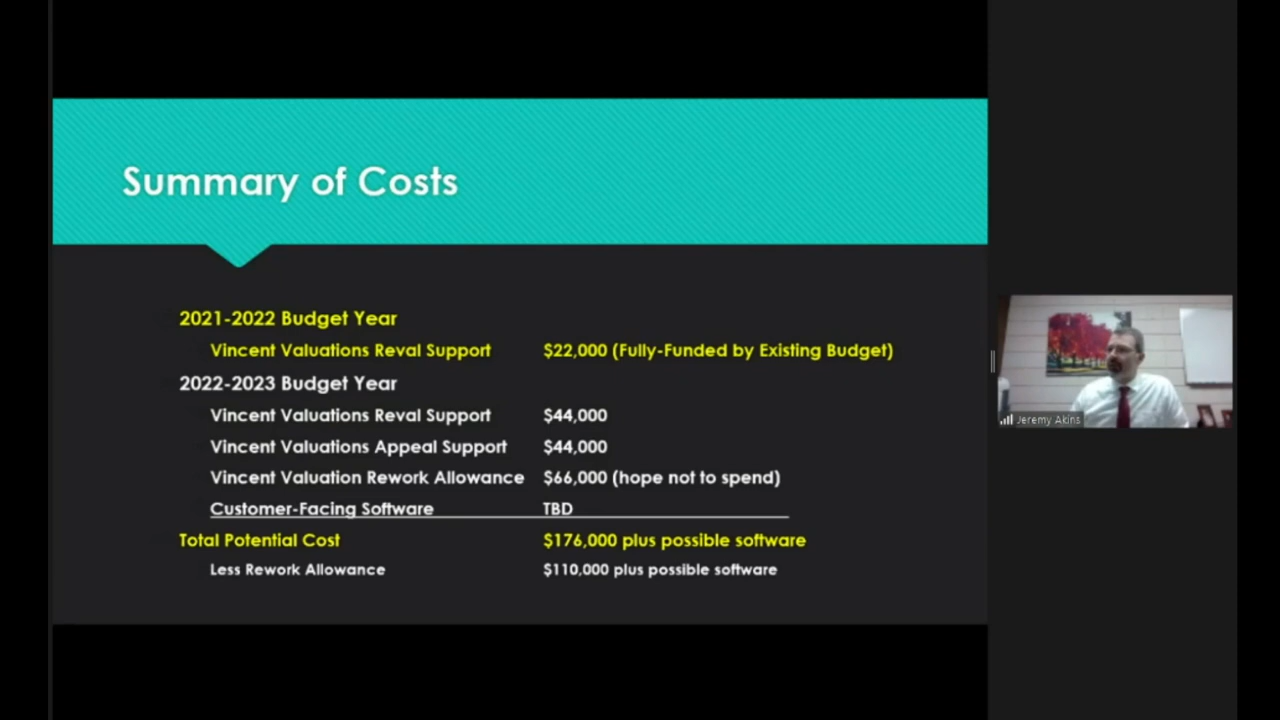 Summary of Costs
2021-2022 Budget Year
Vincent Valuations Reval Support $22,000 (Fully-Funded by Existing Budget)
2022-2023 Budget Year
Vincent Valuations Reval Support $44,000
Vincent Valuations Appeal Support $44,000
Vincent Valuation Rework Allowance $66,000 (hope not to spend)
Customer-Facing Software TBD
Total Potential Cost $176,000 plus possible software
Less Rework Allowance $110,000 plus possible software
Jeremy Akins